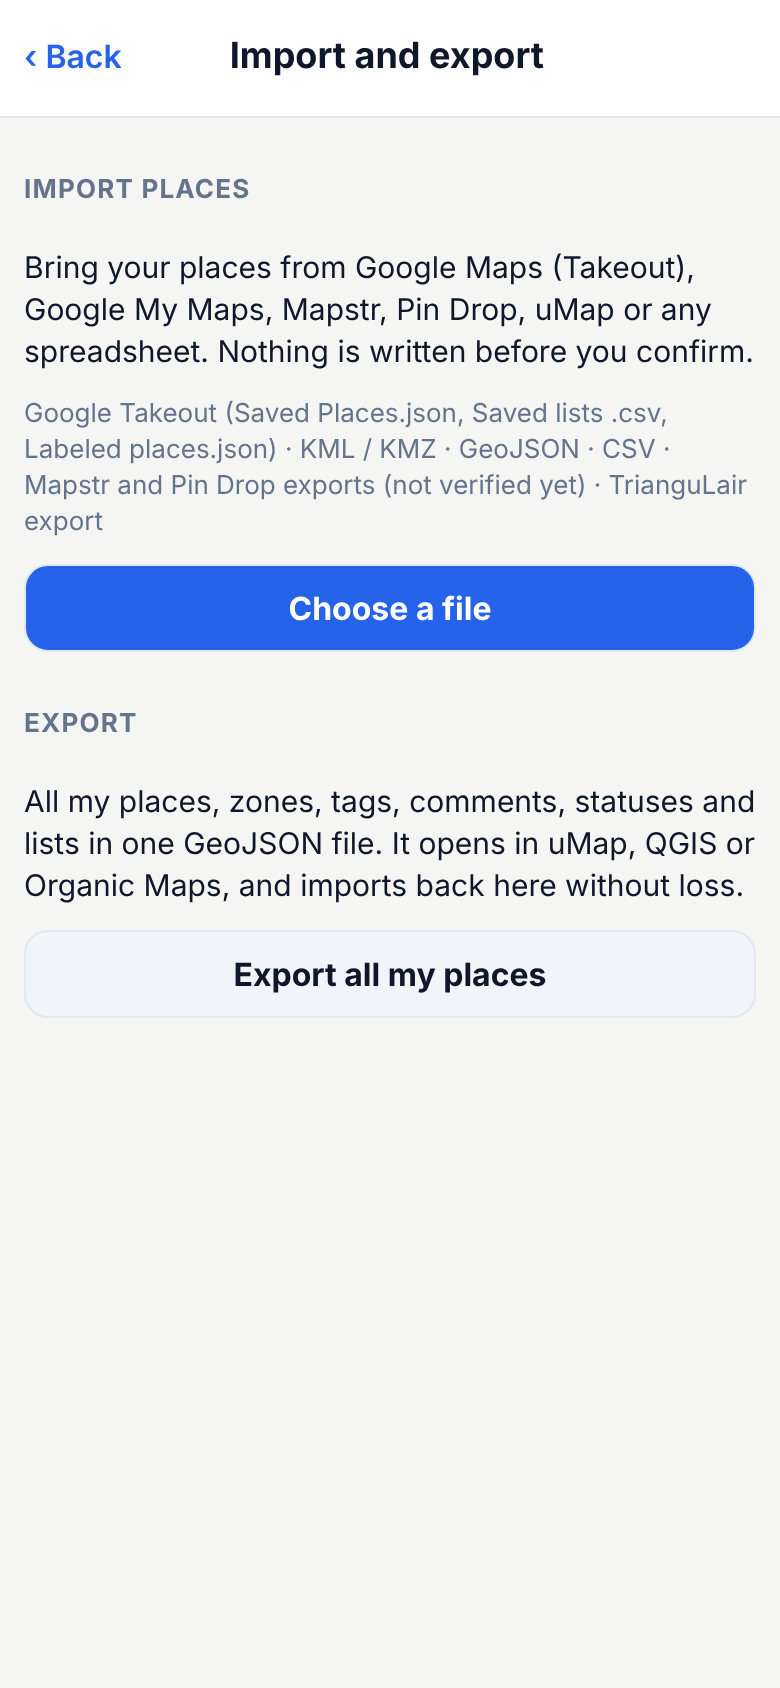 ‹ Back
Import and export
IMPORT PLACES
Bring your places from Google Maps (Takeout),
Google My Maps, Mapstr, Pin Drop, uMap or any
spreadsheet. Nothing is written before you confirm.
Google Takeout (Saved Places.json, Saved lists .csv,
Labeled places.json) · KML / KMZ · GeoJSON · CSV ·
Mapstr and Pin Drop exports (not verified yet) · TrianguLair
export
Choose a file
EXPORT
All my places, zones, tags, comments, statuses and
lists in one GeoJSON file. It opens in uMap, QGIS or
Organic Maps, and imports back here without loss.
Export all my places